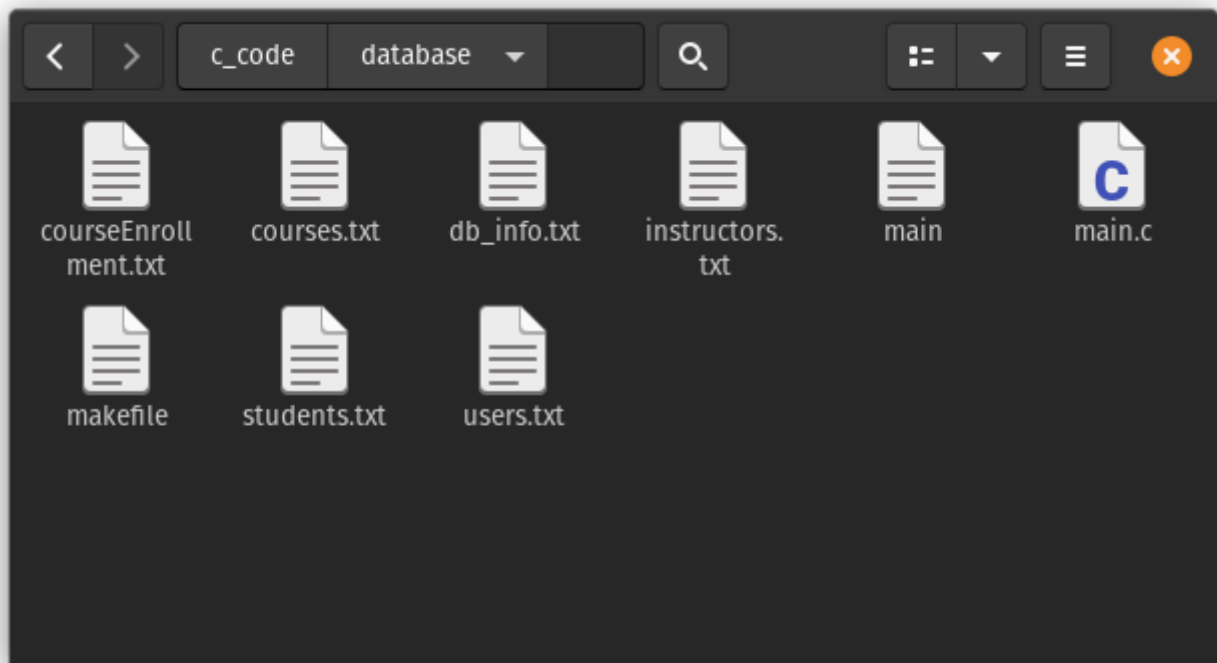 c_code database
courseEnroll
ment.txt
courses.txt
db_info.txt
instructors.
txt
main
C
main.c
makefile
students.txt
users.txt